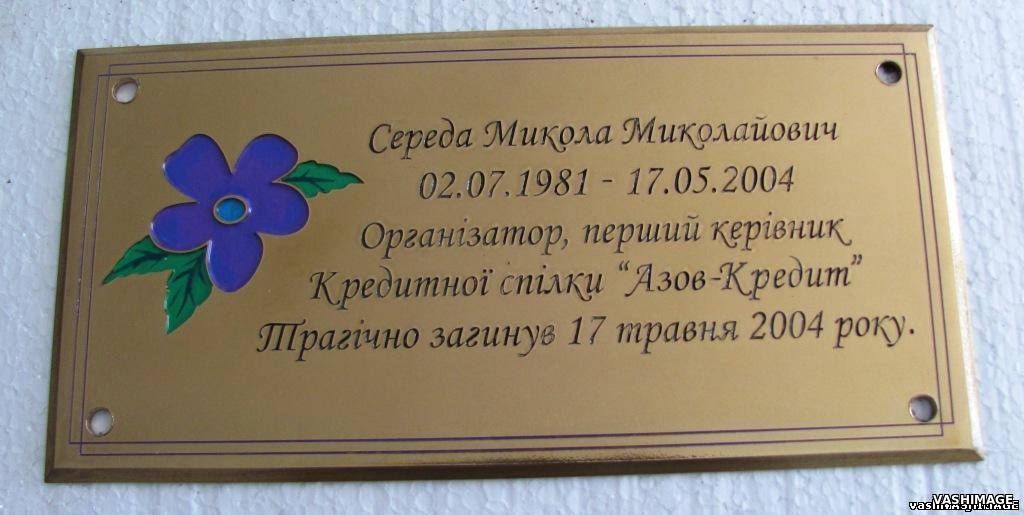 Середа Микола Миколайович
02.07.1981 - 17.05.2004
Організатор, перший керівник
Кредитної спілки “Азов-Кредит”
Трагічно загинув 17 травня 2004 року.
VASHIMAGE